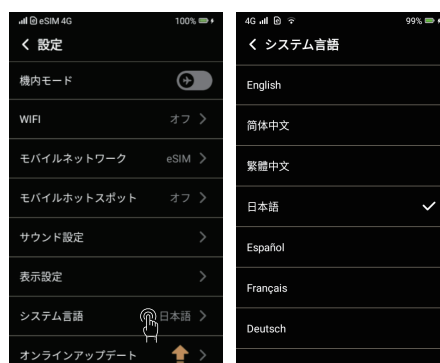 eSIM 4G 100%
設定
機内モード
WIFI オフ
モバイルネットワーク eSIM
モバイルホットスポット オフ
サウンド設定
表示設定
システム言語 日本語
オンラインアップデート
4G 99%
システム言語
English
简体中文
繁體中文
日本語
Español
Français
Deutsch